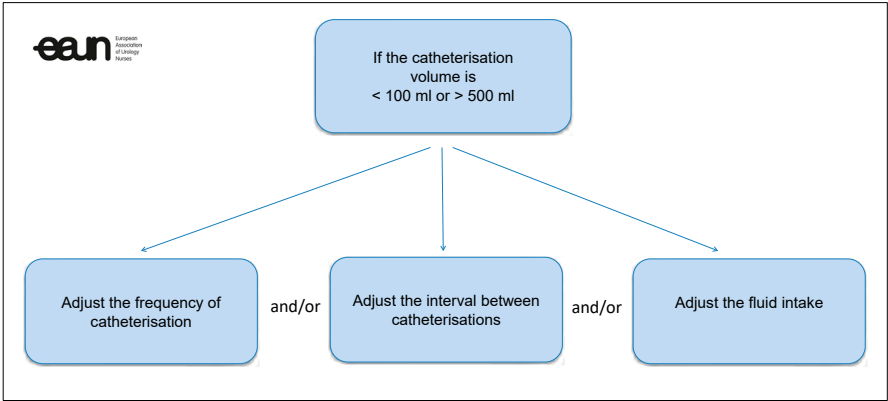 eaun
European
Association
of Urology
Nurses
If the catheterisation
volume is
< 100 ml or > 500 ml
Adjust the frequency of
catheterisation
and/or
Adjust the interval between
catheterisations
and/or
Adjust the fluid intake